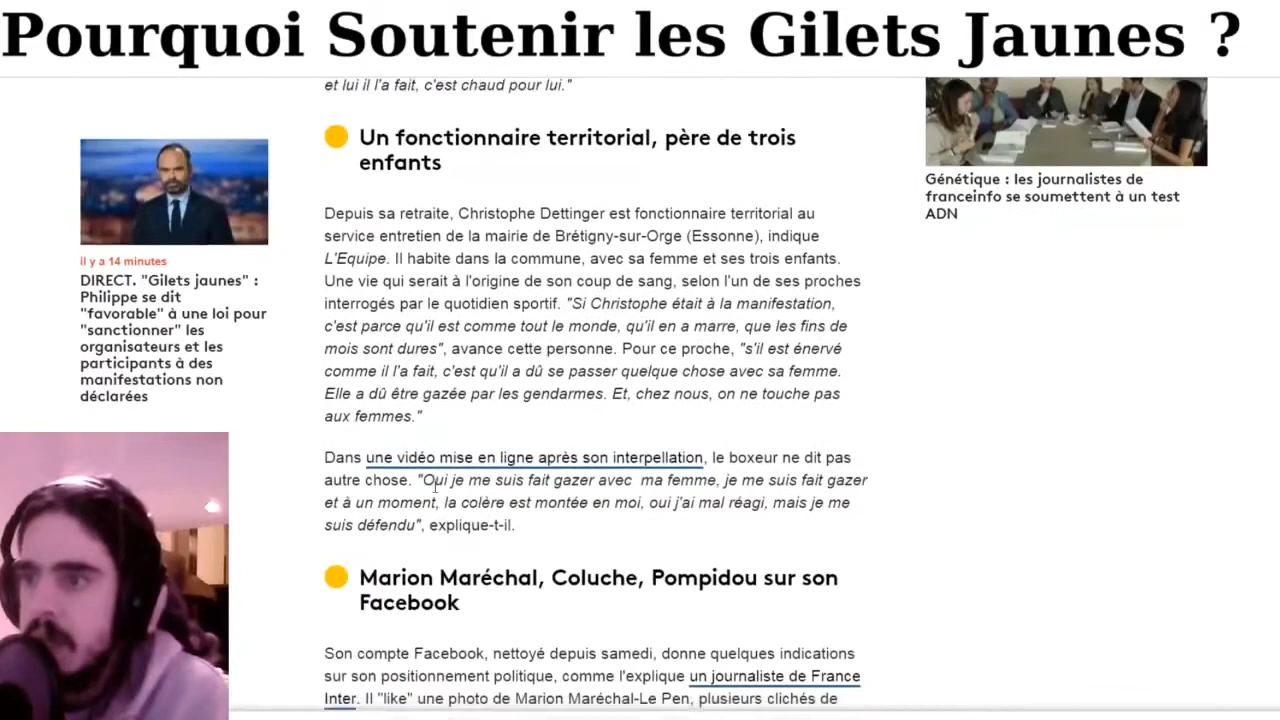 Pourquoi Soutenir les Gilets Jaunes ?
et lui il l'a fait, c'est chaud pour lui."
Un fonctionnaire territorial, père de trois
enfants
Depuis sa retraite, Christophe Dettinger est fonctionnaire territorial au
service entretien de la mairie de Brétigny-sur-Orge (Essonne), indique
L'Equipe. Il habite dans la commune, avec sa femme et ses trois enfants.
Une vie qui serait à l'origine de son coup de sang, selon l'un de ses proches
interrogés par le quotidien sportif. "Si Christophe était à la manifestation,
c'est parce qu'il est comme tout le monde, qu'il en a marre, que les fins de
mois sont dures", avance cette personne. Pour ce proche, "s'il est énervé
comme il l'a fait, c'est qu'il a dû se passer quelque chose avec sa femme.
Elle a dû être gazée par les gendarmes. Et, chez nous, on ne touche pas
aux femmes."
Dans une vidéo mise en ligne après son interpellation, le boxeur ne dit pas
autre chose. "Oui je me suis fait gazer avec ma femme, je me suis fait gazer
et à un moment, la colère est montée en moi, oui j'ai mal réagi, mais je me
suis défendu", explique-t-il.
Marion Maréchal, Coluche, Pompidou sur son
Facebook
Son compte Facebook, nettoyé depuis samedi, donne quelques indications
sur son positionnement politique, comme l'explique un journaliste de France
Inter. Il "like" une photo de Marion Maréchal-Le Pen, plusieurs clichés de
il y a 14 minutes
DIRECT. "Gilets jaunes" :
Philippe se dit
"favorable" à une loi pour
"sanctionner" les
organisateurs et les
participants à des
manifestations non
déclarées
Génétique : les journalistes de
franceinfo se soumettent à un test
ADN